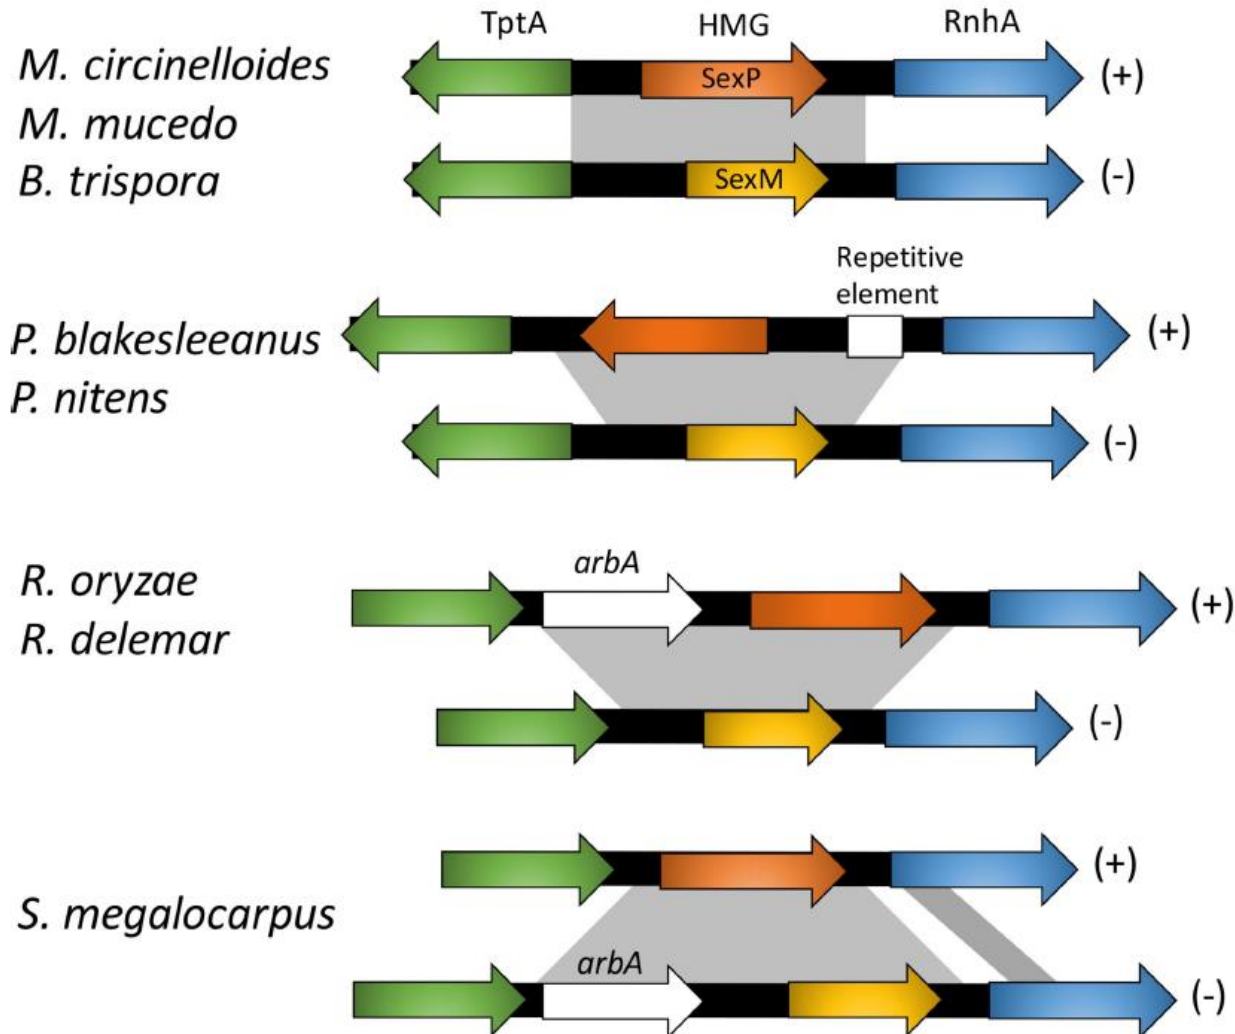 TptA HMG RnhA
M. circinelloides SexP (+)
M. mucedo
B. trispora SexM (-)
Repetitive
element
P. blakesleeanus (+)
P. nitens
(-)
arbA
R. oryzae (+)
R. delemar
(-)
(+)
S. megalocarpus
arbA
(-)